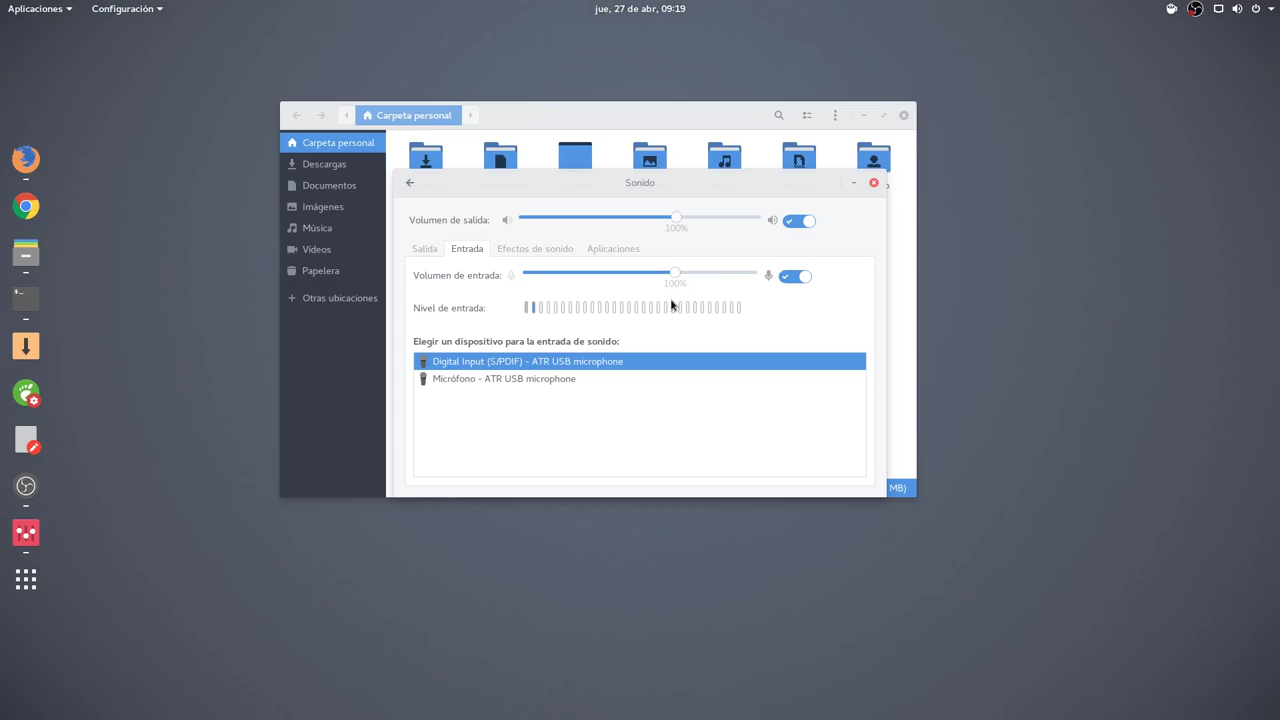 Aplicaciones
Configuración
jue, 27 de abr, 09:19
Carpeta personal
Carpeta personal
Descargas
Documentos
Imágenes
Música
Vídeos
Papelera
Otras ubicaciones
Sonido
Volumen de salida:
100%
Salida
Entrada
Efectos de sonido
Aplicaciones
Volumen de entrada:
100%
Nivel de entrada:
Elegir un dispositivo para la entrada de sonido:
Digital Input (S/PDIF) - ATR USB microphone
Micrófono - ATR USB microphone
MB)